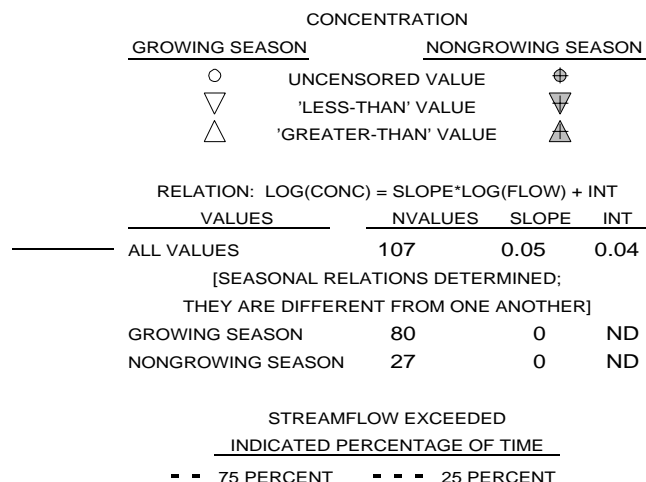 CONCENTRATION
GROWING SEASON NONGROWING SEASON
UNCENSORED VALUE
'LESS-THAN' VALUE
'GREATER-THAN' VALUE
RELATION: LOG(CONC) = SLOPE*LOG(FLOW) + INT
VALUES NVALUES SLOPE INT
ALL VALUES 107 0.05 0.04
[SEASONAL RELATIONS DETERMINED;
THEY ARE DIFFERENT FROM ONE ANOTHER]
GROWING SEASON 80 0 ND
NONGROWING SEASON 27 0 ND
STREAMFLOW EXCEEDED
INDICATED PERCENTAGE OF TIME
75 PERCENT 25 PERCENT